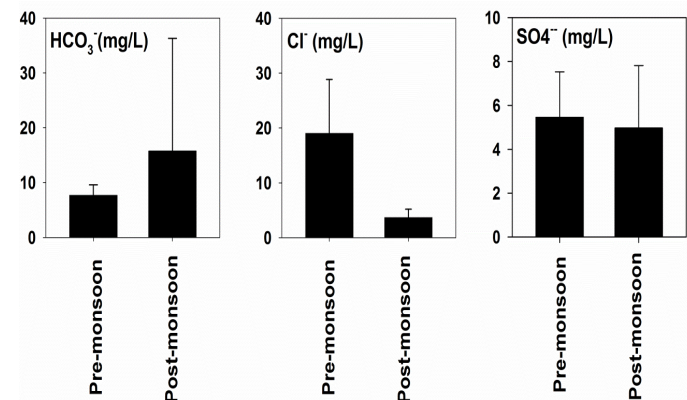 HCO₃⁻(mg/L)
40
30
20
10
0
Pre-monsoon
Post-monsoon
Cl⁻ (mg/L)
40
30
20
10
0
Pre-monsoon
Post-monsoon
SO4⁻⁻ (mg/L)
10
8
6
4
2
0
Pre-monsoon
Post-monsoon